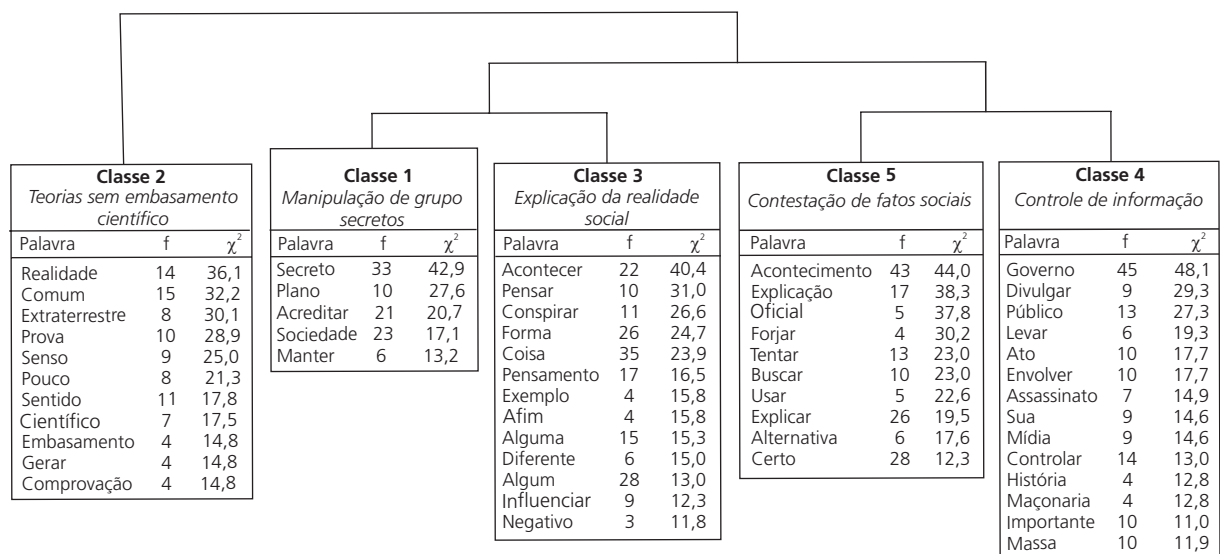 Classe 2
Teorias sem embasamento
científico
Palavra f χ²
Realidade 14 36,1
Comum 15 32,2
Extraterrestre 8 30,1
Prova 10 28,9
Senso 9 25,0
Pouco 8 21,3
Sentido 11 17,8
Científico 7 17,5
Embasamento 4 14,8
Gerar 4 14,8
Comprovação 4 14,8
Classe 1
Manipulação de grupo
secretos
Palavra f χ²
Secreto 33 42,9
Plano 10 27,6
Acreditar 21 20,7
Sociedade 23 17,1
Manter 6 13,2
Classe 3
Explicação da realidade
social
Palavra f χ²
Acontecer 22 40,4
Pensar 10 31,0
Conspirar 11 26,6
Forma 26 24,7
Coisa 35 23,9
Pensamento 17 16,5
Exemplo 4 15,8
Afim 4 15,8
Alguma 15 15,3
Diferente 6 15,0
Algum 28 13,0
Influenciar 9 12,3
Negativo 3 11,8
Classe 5
Contestação de fatos sociais
Palavra f χ²
Acontecimento 43 44,0
Explicação 17 38,3
Oficial 5 37,8
Forjar 4 30,2
Tentar 13 23,0
Buscar 10 23,0
Usar 5 22,6
Explicar 26 19,5
Alternativa 6 17,6
Certo 28 12,3
Classe 4
Controle de informação
Palavra f χ²
Governo 45 48,1
Divulgar 9 29,3
Público 13 27,3
Levar 6 19,3
Ato 10 17,7
Envolver 10 17,7
Assassinato 7 14,9
Sua 9 14,6
Mídia 9 14,6
Controlar 14 13,0
História 4 12,8
Maçonaria 4 12,8
Importante 10 11,0
Massa 10 11,9